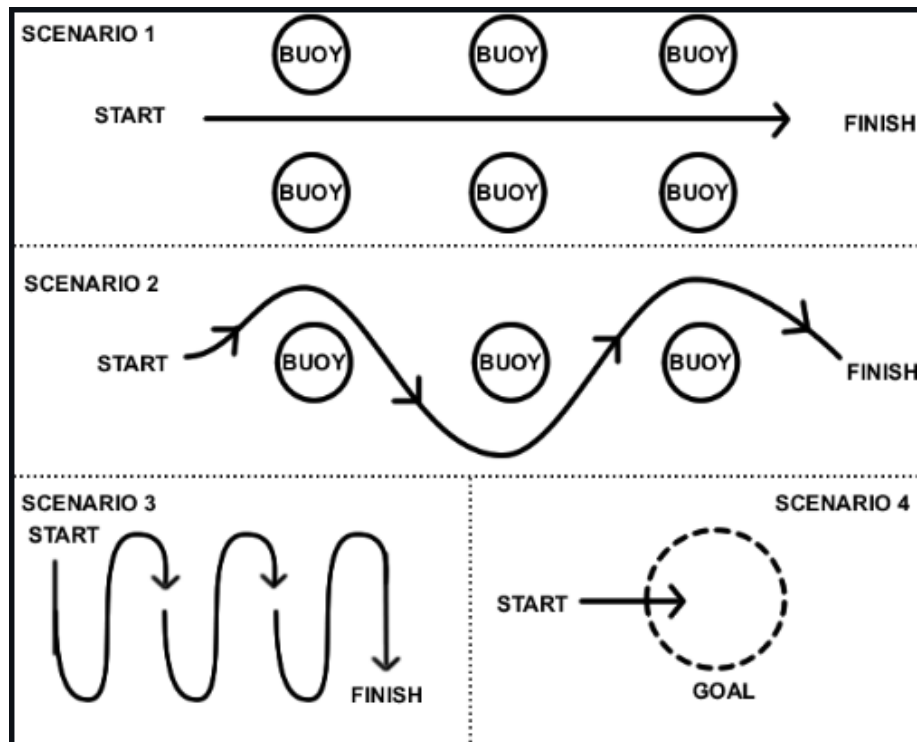 SCENARIO 1
BUOY BUOY BUOY
START
FINISH
BUOY BUOY BUOY
SCENARIO 2
START
BUOY BUOY BUOY
FINISH
SCENARIO 3
START
FINISH
SCENARIO 4
START
GOAL